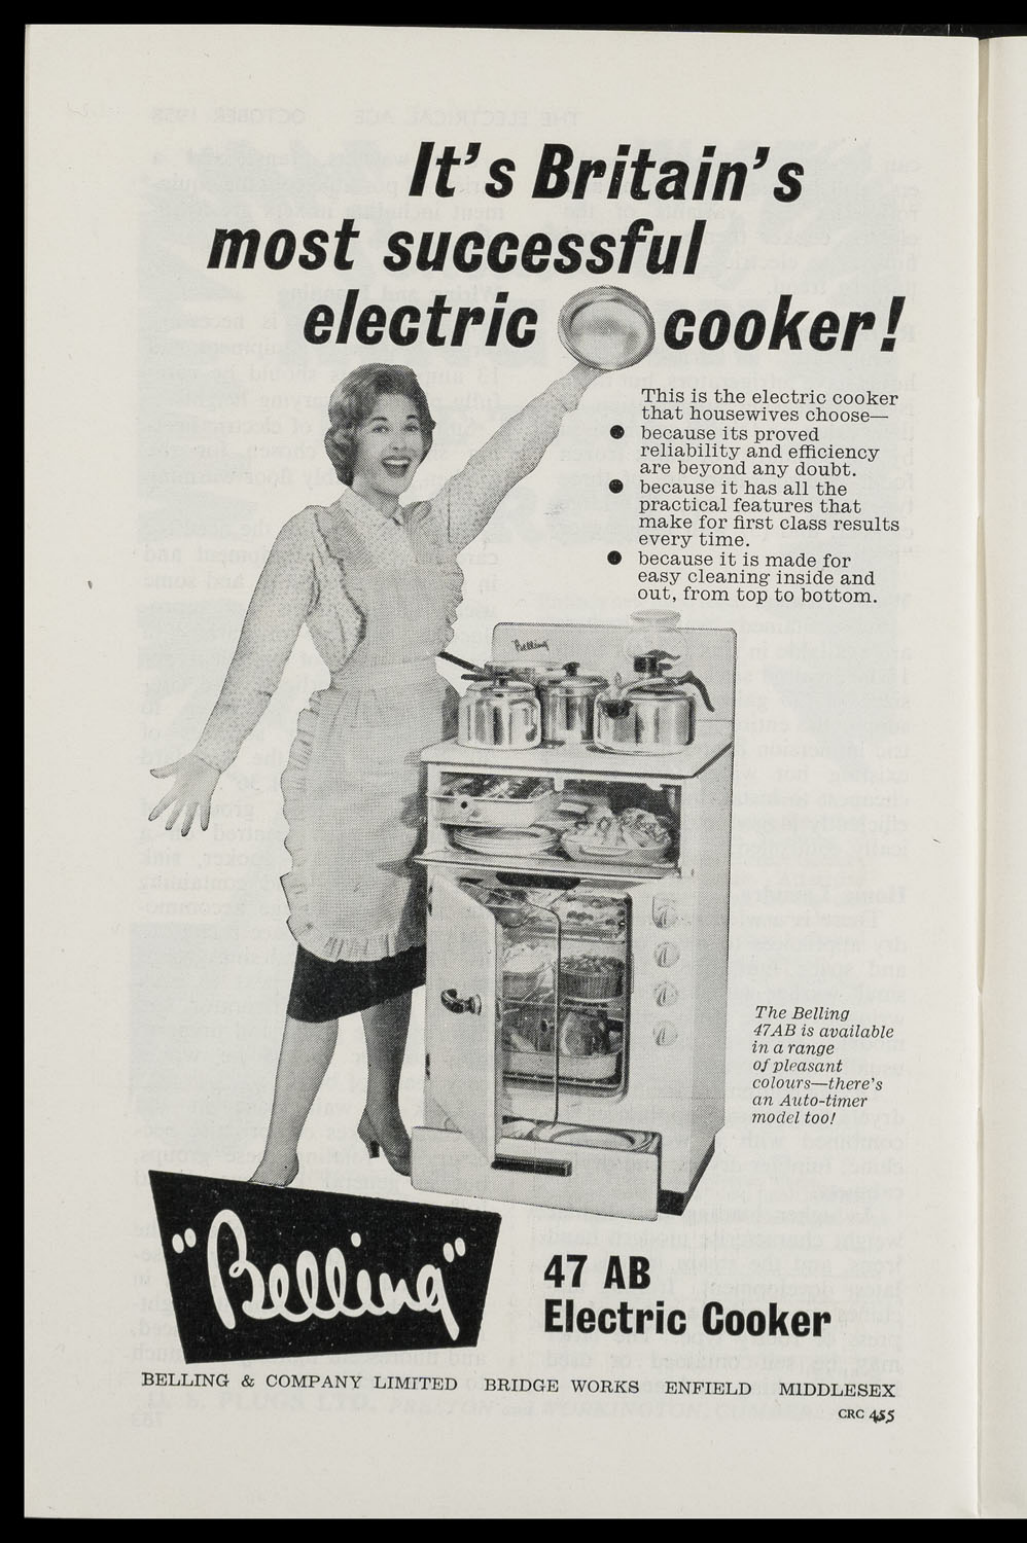 It's Britain's
most successful
electric cooker!
This is the electric cooker
that housewives choose—
● because its proved
reliability and efficiency
are beyond any doubt.
● because it has all the
practical features that
make for first class results
every time.
● because it is made for
easy cleaning inside and
out, from top to bottom.
Belling
The Belling
47AB is available
in a range
of pleasant
colours—there's
an Auto-timer
model too!
"Belling"
47 AB
Electric Cooker
BELLING & COMPANY LIMITED BRIDGE WORKS ENFIELD MIDDLESEX
CRC 455